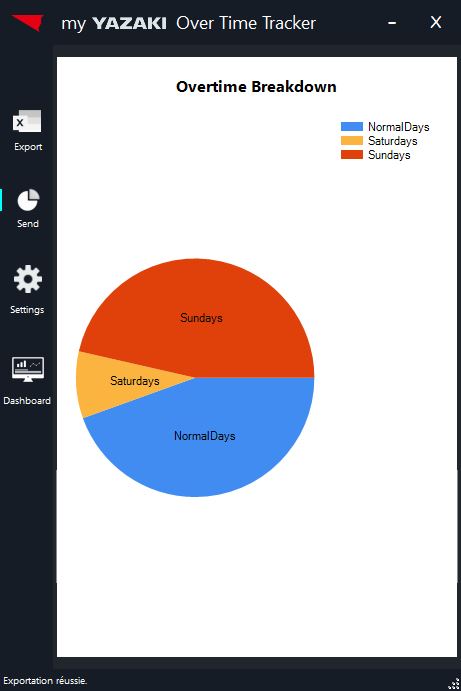 my YAZAKI Over Time Tracker
Overtime Breakdown
NormalDays
Saturdays
Sundays
Export
Send
Settings
Dashboard
Sundays
Saturdays
NormalDays
Exportation réussie.